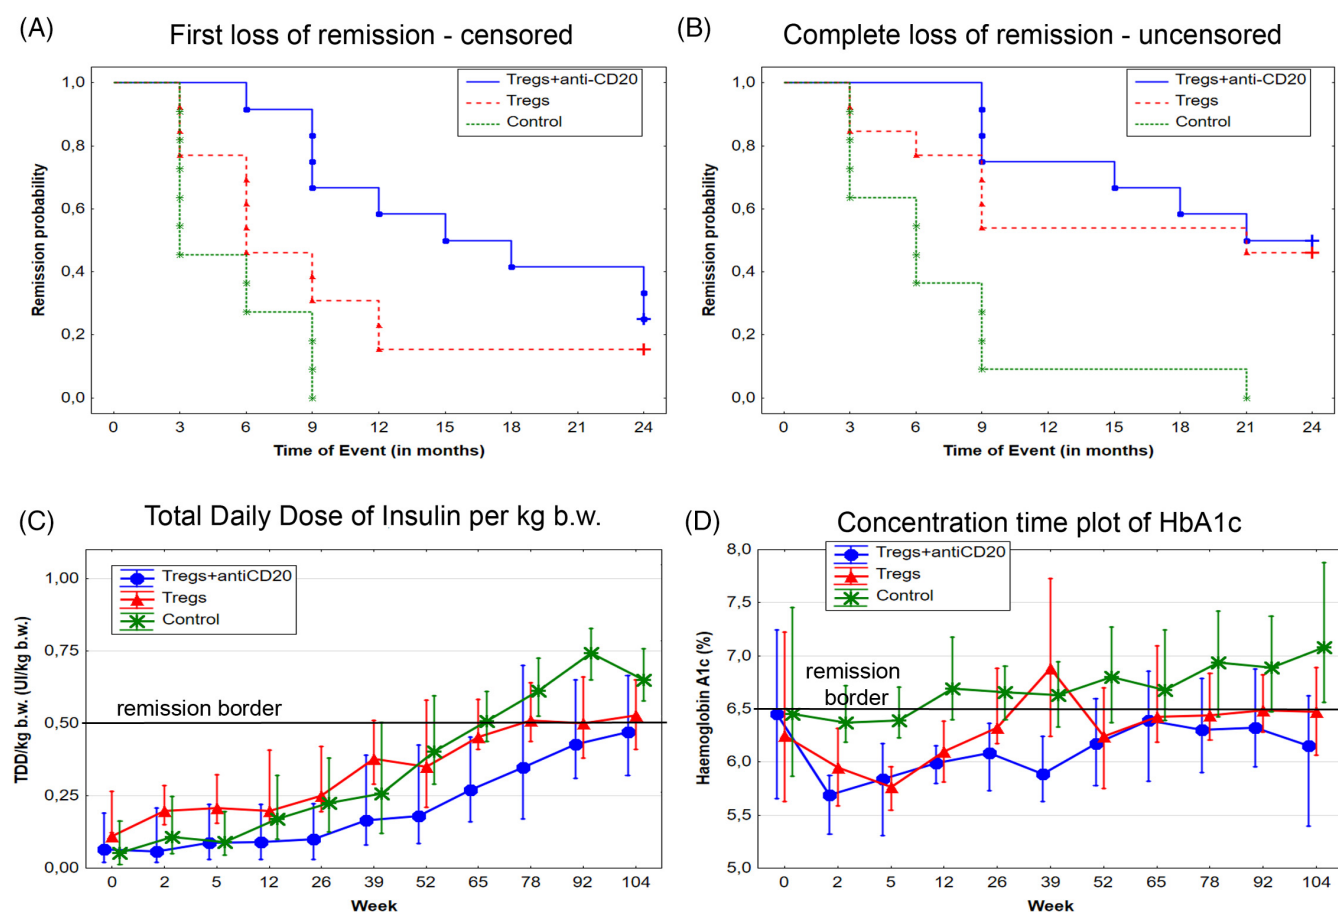 (A)
First loss of remission - censored
Tregs+anti-CD20
Tregs
Control
Remission probability
1,0
0,8
0,6
0,4
0,2
0,0
0 3 6 9 12 15 18 21 24
Time of Event (in months)
(B)
Complete loss of remission - uncensored
Tregs+anti-CD20
Tregs
Control
Remission probability
1,0
0,8
0,6
0,4
0,2
0,0
0 3 6 9 12 15 18 21 24
Time of Event (in months)
(C)
Total Daily Dose of Insulin per kg b.w.
Tregs+antiCD20
Tregs
Control
TDD/kg b.w. (UI/kg b.w.)
1,00
0,75
0,50
0,25
0,00
remission border
0 2 5 12 26 39 52 65 78 92 104
Week
(D)
Concentration time plot of HbA1c
Tregs+antiCD20
Tregs
Control
Haemoglobin A1c (%)
8,0
7,5
7,0
6,5
6,0
5,5
5,0
remission
border
0 2 5 12 26 39 52 65 78 92 104
Week